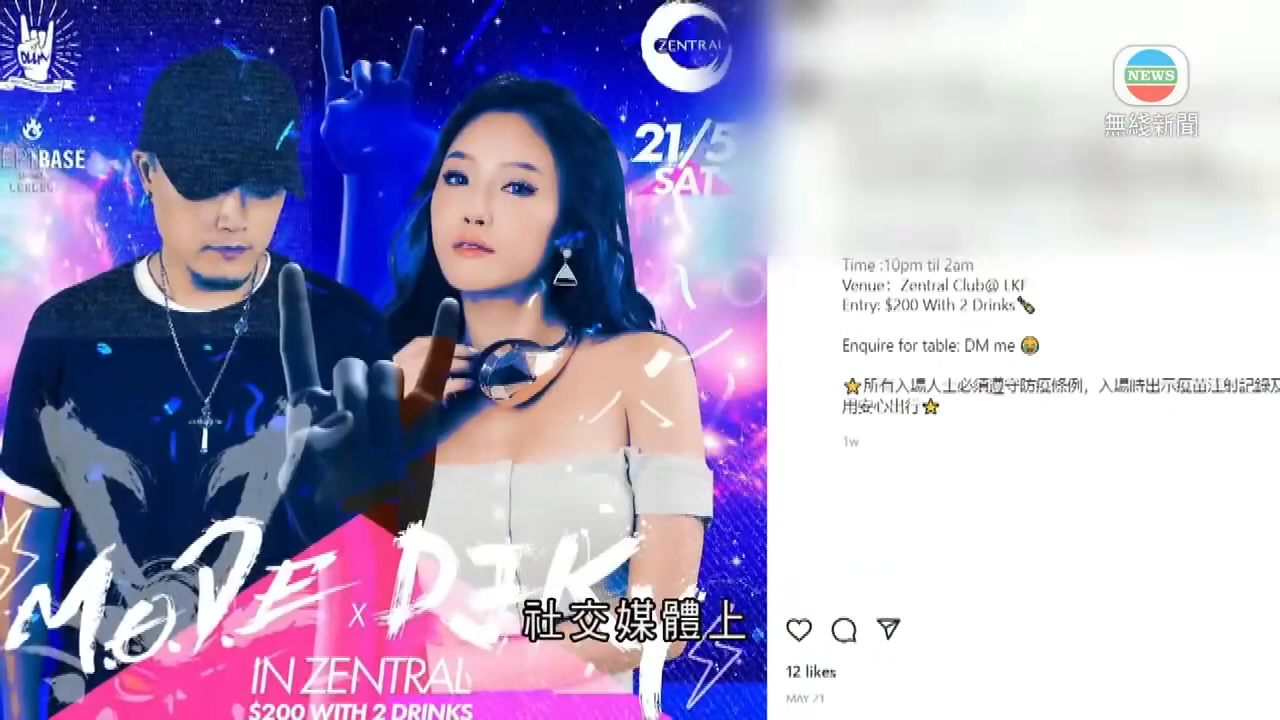 ZENTRAL
21/5
SAT
BASE
M.O.D.E X
IN ZENTRAL
$200 WITH 2 DRINKS
NEWS
無綫新聞
Time :10pm til 2am
Venue： Zentral Club@ LKF
Entry: $200 With 2 Drinks🍾
Enquire for table: DM me 😭
⭐所有入場人士必須遵守防疫條例，入場時出示疫苗注射記錄及
用安心出行⭐
1w
社交媒體上
12 likes
MAY 21